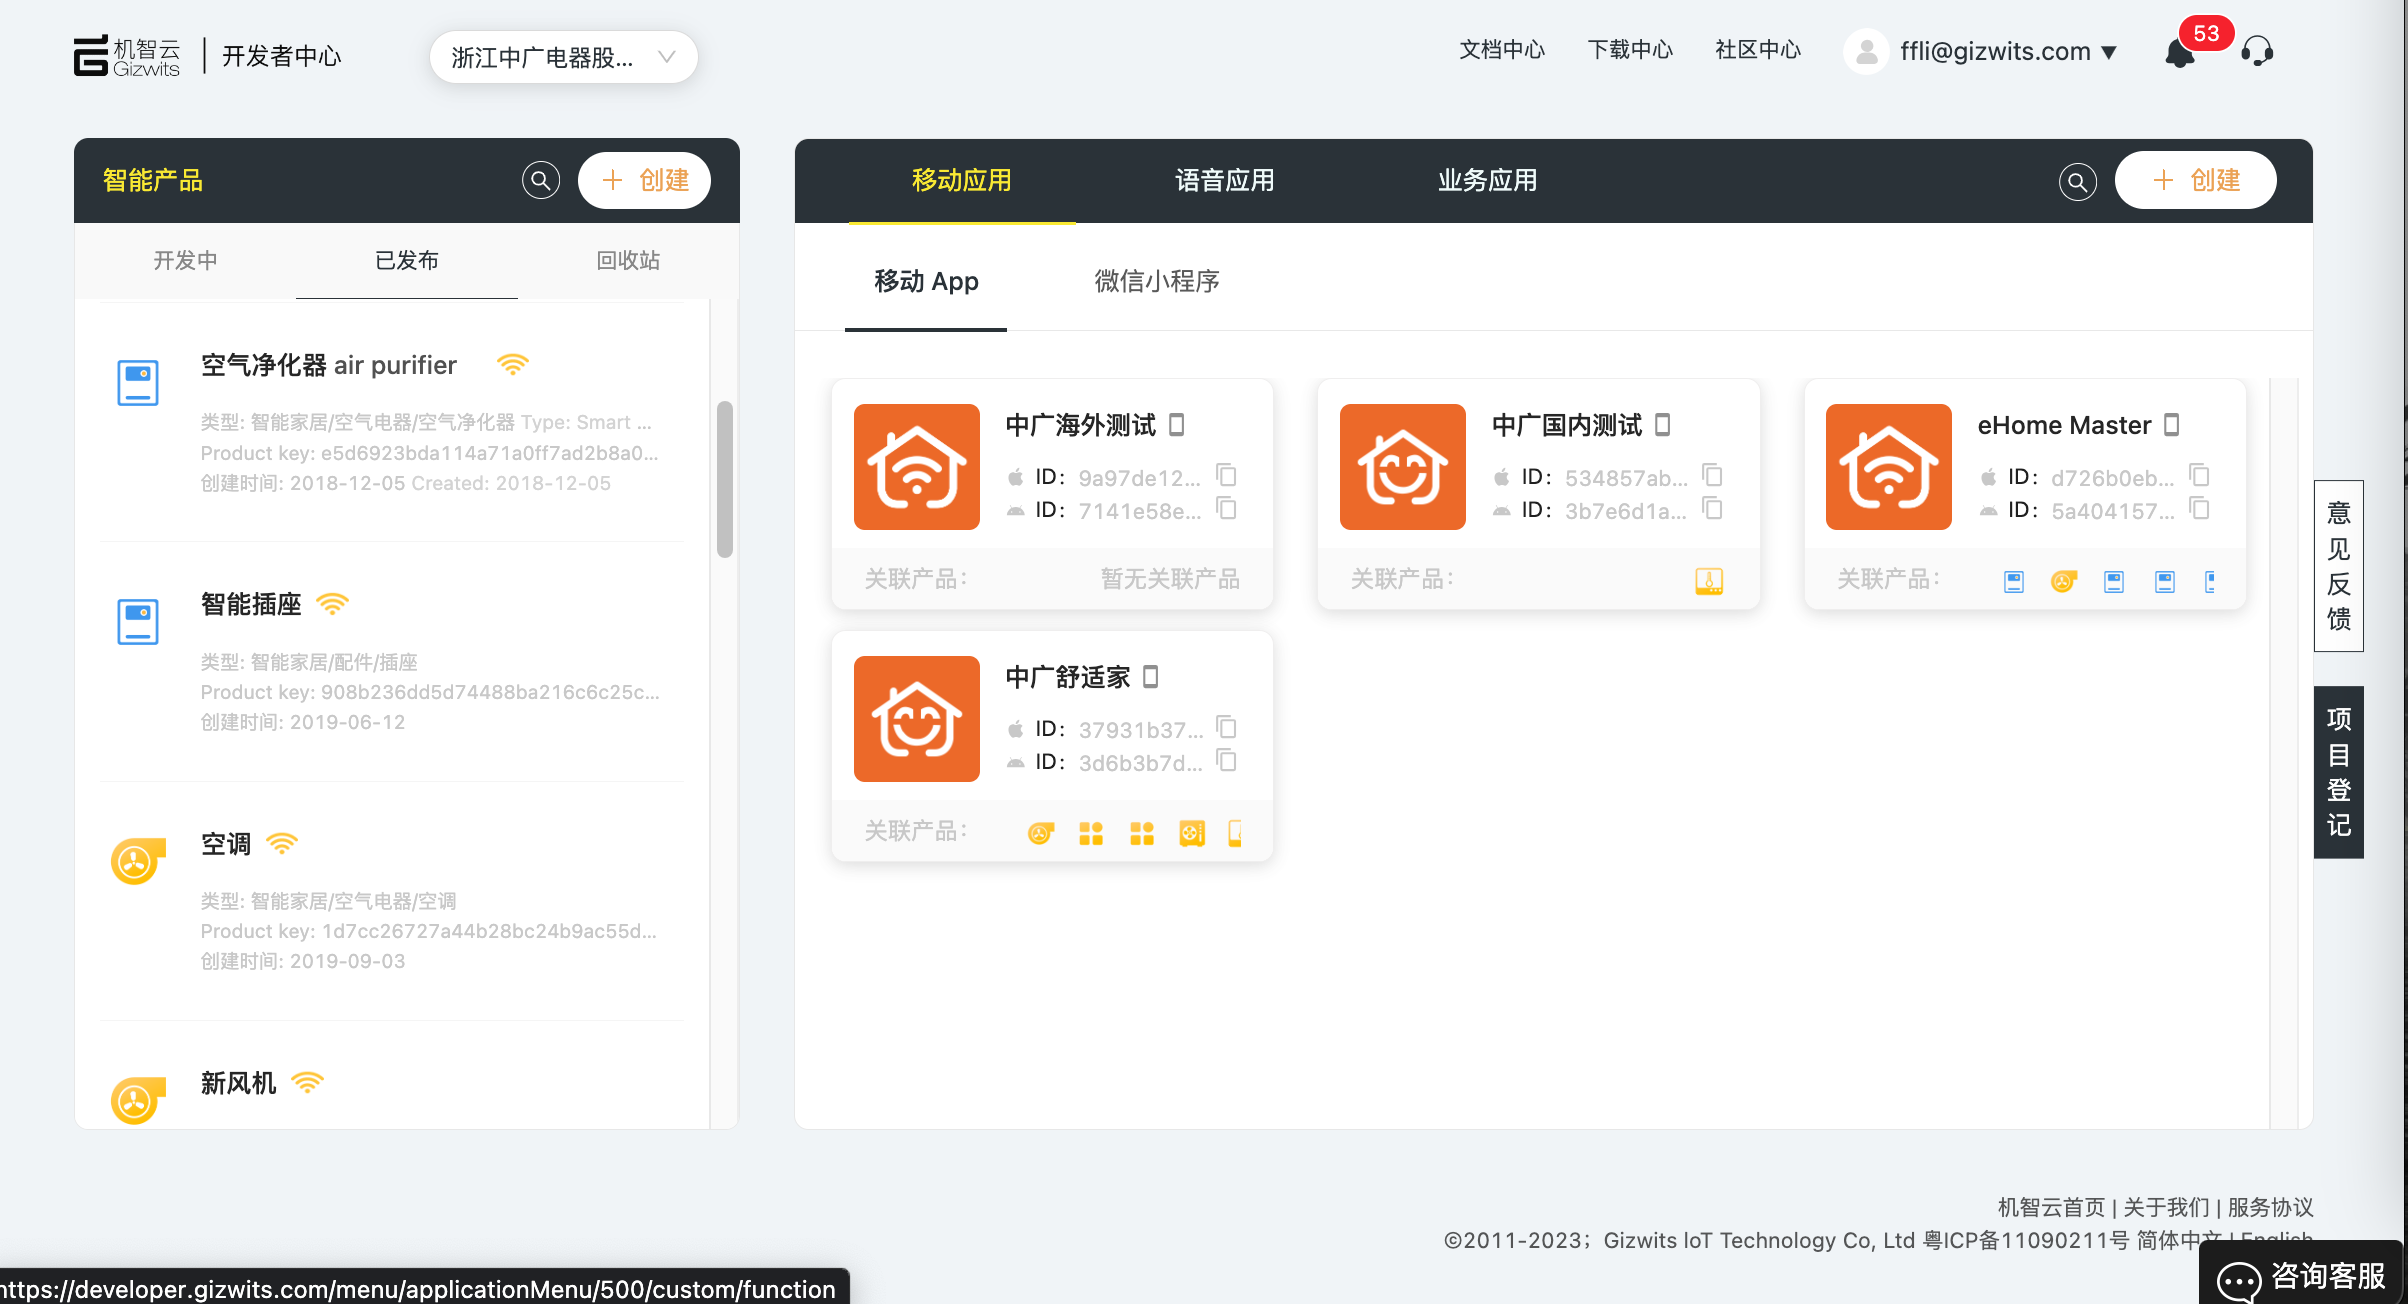 机智云
Gizwits
开发者中心
浙江中广电器股...
文档中心
下载中心
社区中心
ffli@gizwits.com ▼
53
智能产品
+ 创建
开发中
已发布
回收站
空气净化器 air purifier
类型: 智能家居/空气电器/空气净化器 Type: Smart ...
Product key: e5d6923bda114a71a0ff7ad2b8a0...
创建时间: 2018-12-05 Created: 2018-12-05
智能插座
类型: 智能家居/配件/插座
Product key: 908b236dd5d74488ba216c6c25c...
创建时间: 2019-06-12
空调
类型: 智能家居/空气电器/空调
Product key: 1d7cc26727a44b28bc24b9ac55d...
创建时间: 2019-09-03
新风机
移动应用
语音应用
业务应用
+ 创建
移动 App
微信小程序
中广海外测试
ID： 9a97de12...
ID： 7141e58e...
关联产品：
暂无关联产品
中广国内测试
ID： 534857ab...
ID： 3b7e6d1a...
关联产品：
eHome Master
ID： d726b0eb...
ID： 5a404157...
关联产品：
中广舒适家
ID： 37931b37...
ID： 3d6b3b7d...
关联产品：
意见反馈
项目登记
机智云首页 | 关于我们 | 服务协议
©2011-2023；Gizwits IoT Technology Co, Ltd 粤ICP备11090211号 简体中文 | English
咨询客服
https://developer.gizwits.com/menu/applicationMenu/500/custom/function